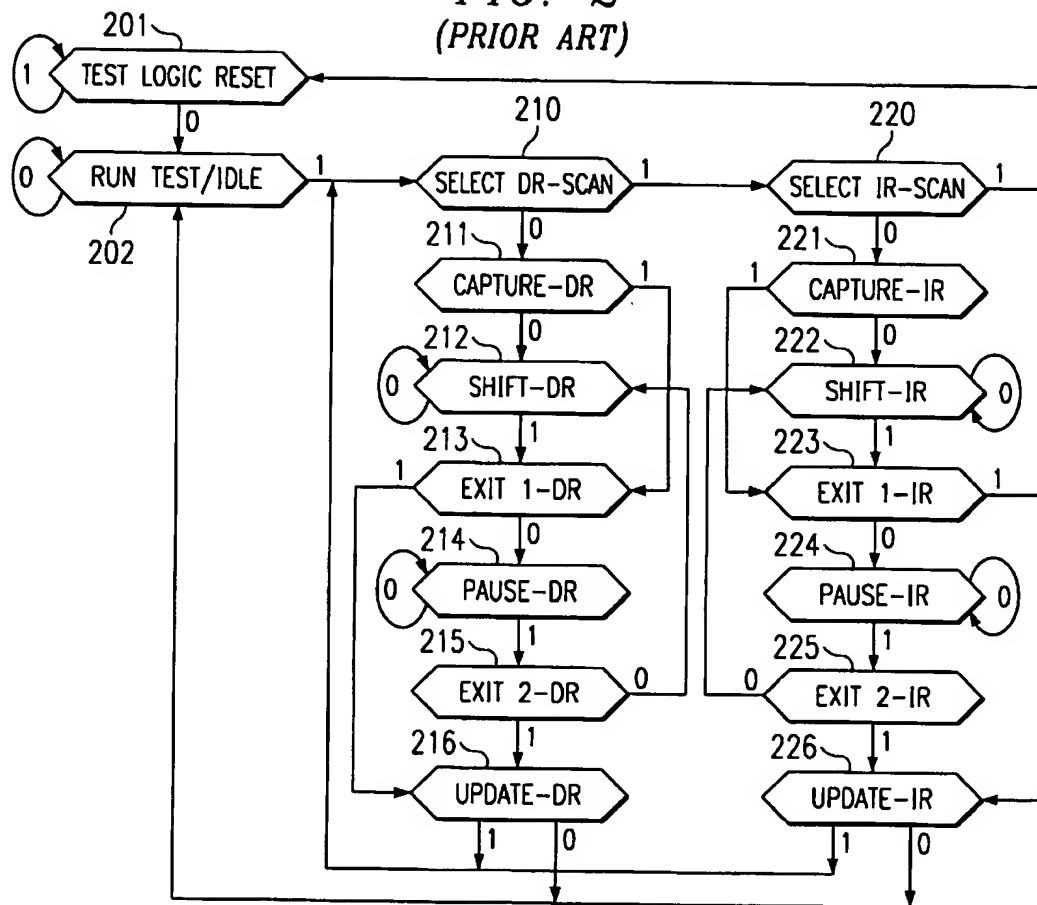 FIG. 2
(PRIOR ART)
201
1
TEST LOGIC RESET
0
210
220
0
RUN TEST/IDLE
1
SELECT DR-SCAN
1
SELECT IR-SCAN
1
202
0
0
211
221
CAPTURE-DR
1
1
CAPTURE-IR
0
0
212
222
0
SHIFT-DR
SHIFT-IR
0
1
1
213
223
1
EXIT 1-DR
EXIT 1-IR
1
0
0
214
224
0
PAUSE-DR
PAUSE-IR
0
1
1
215
225
EXIT 2-DR
0
0
EXIT 2-IR
1
1
216
226
UPDATE-DR
UPDATE-IR
1
0
1
0